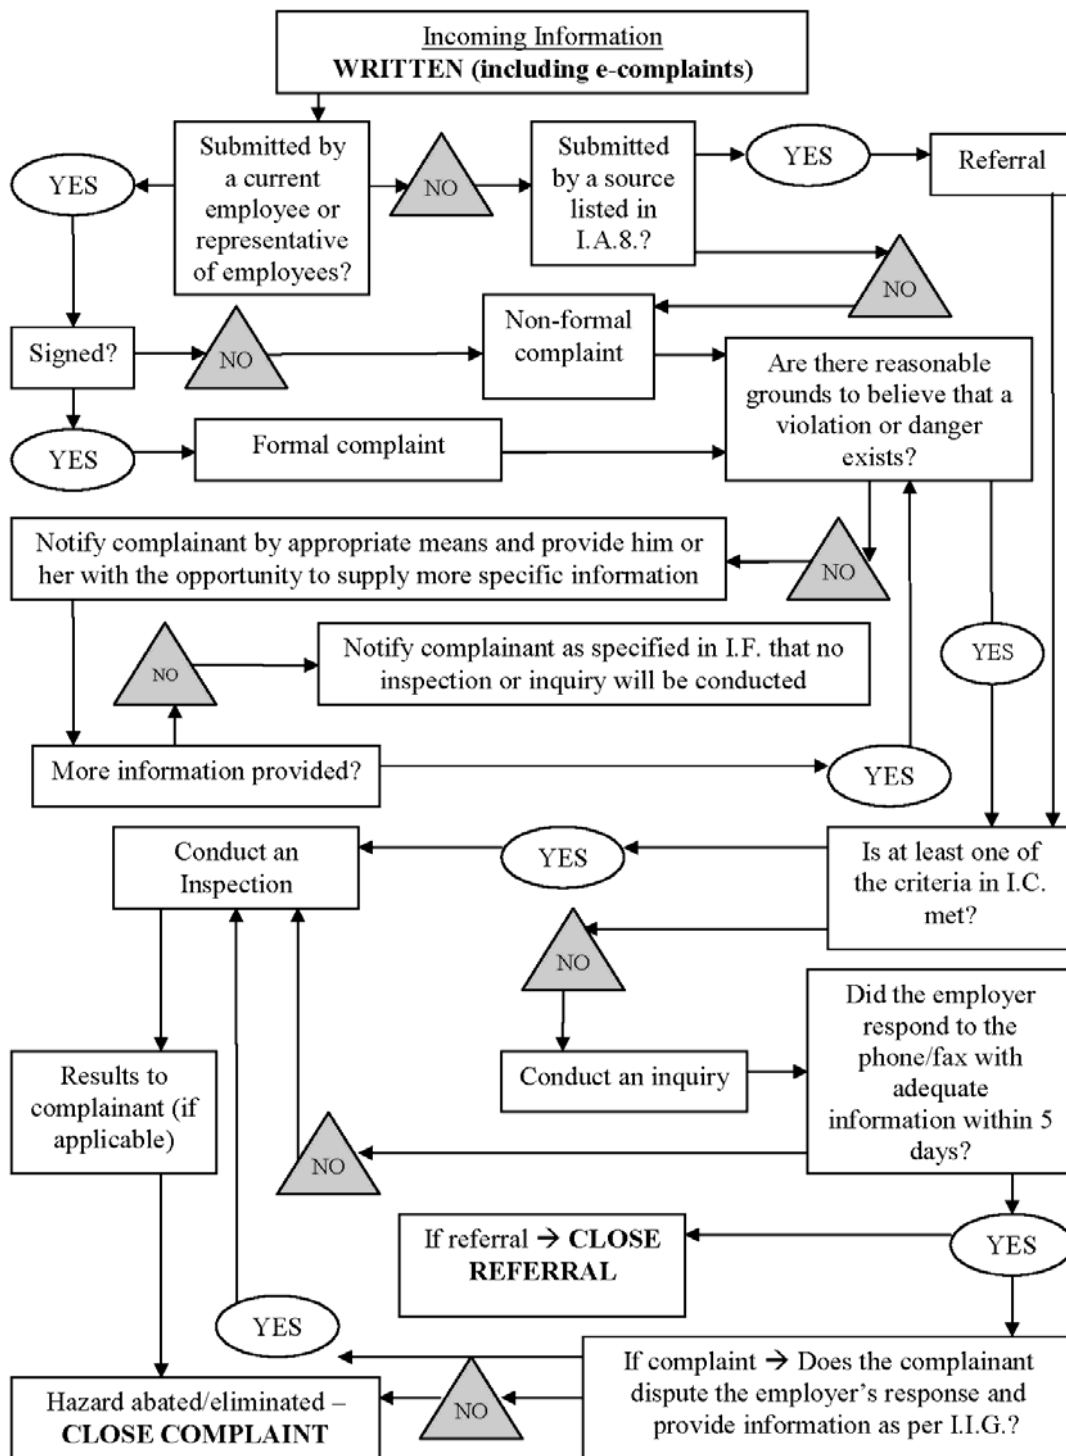 Incoming Information
WRITTEN (including e-complaints)
Submitted by
a current
employee or
representative
of employees?
YES
NO
Submitted
by a source
listed in
I.A.8.?
YES
Referral
NO
Signed?
NO
Non-formal
complaint
Are there reasonable
grounds to believe that a
violation or danger
exists?
YES
Formal complaint
NO
Notify complainant by appropriate means and provide him or
her with the opportunity to supply more specific information
YES
NO
Notify complainant as specified in I.F. that no
inspection or inquiry will be conducted
More information provided?
YES
Conduct an
Inspection
YES
Is at least one of
the criteria in I.C.
met?
NO
Conduct an inquiry
Did the employer
respond to the
phone/fax with
adequate
information within 5
days?
Results to
complainant (if
applicable)
NO
YES
If referral → CLOSE
REFERRAL
YES
If complaint → Does the complainant
dispute the employer's response and
provide information as per I.I.G.?
NO
Hazard abated/eliminated –
CLOSE COMPLAINT